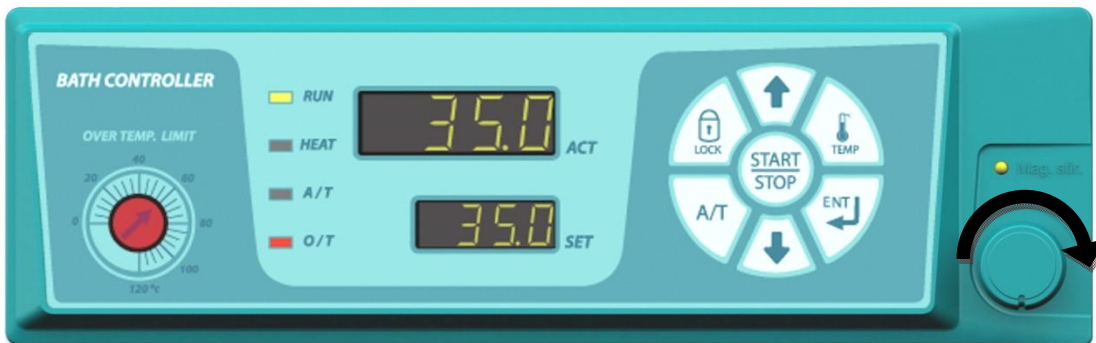 BATH CONTROLLER
OVER TEMP. LIMIT
0
20
40
60
80
100
120°c
RUN
HEAT
A/T
O/T
35.0 ACT
35.0 SET
LOCK
TEMP
START
STOP
A/T
ENT
Mag. stir.